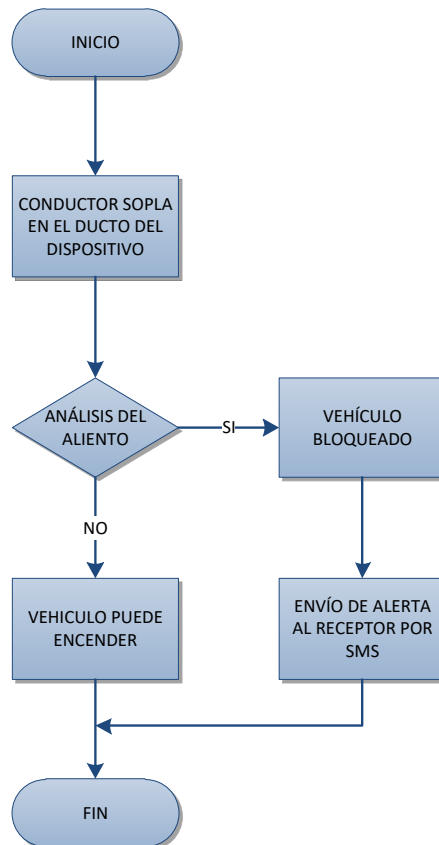 INICIO
CONDUCTOR SOPLA
EN EL DUCTO DEL
DISPOSITIVO
ANÁLISIS DEL
ALIENTO
SI
VEHÍCULO
BLOQUEADO
NO
VEHICULO PUEDE
ENCENDER
ENVÍO DE ALERTA
AL RECEPTOR POR
SMS
FIN